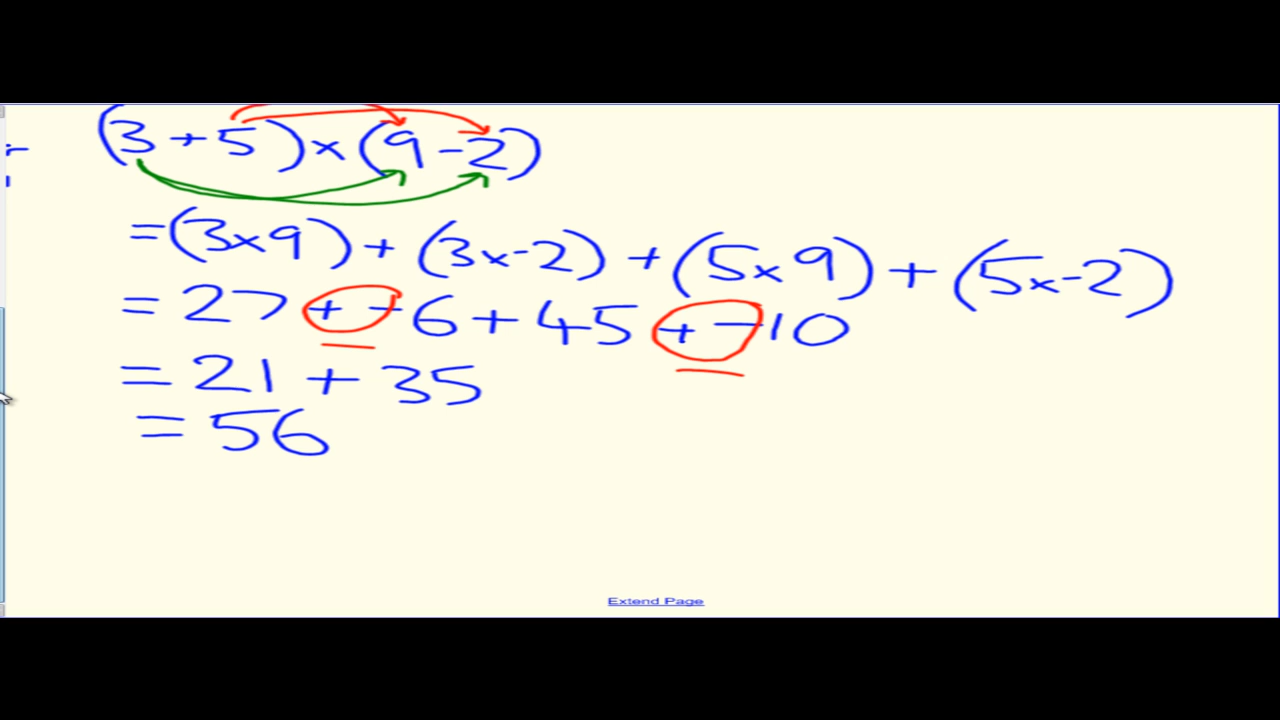 (3 + 5) × (9 - 2)
= (3 × 9) + (3 × -2) + (5 × 9) + (5 × -2)
= 27 + -6 + 45 + -10
= 21 + 35
= 56
Extend Page